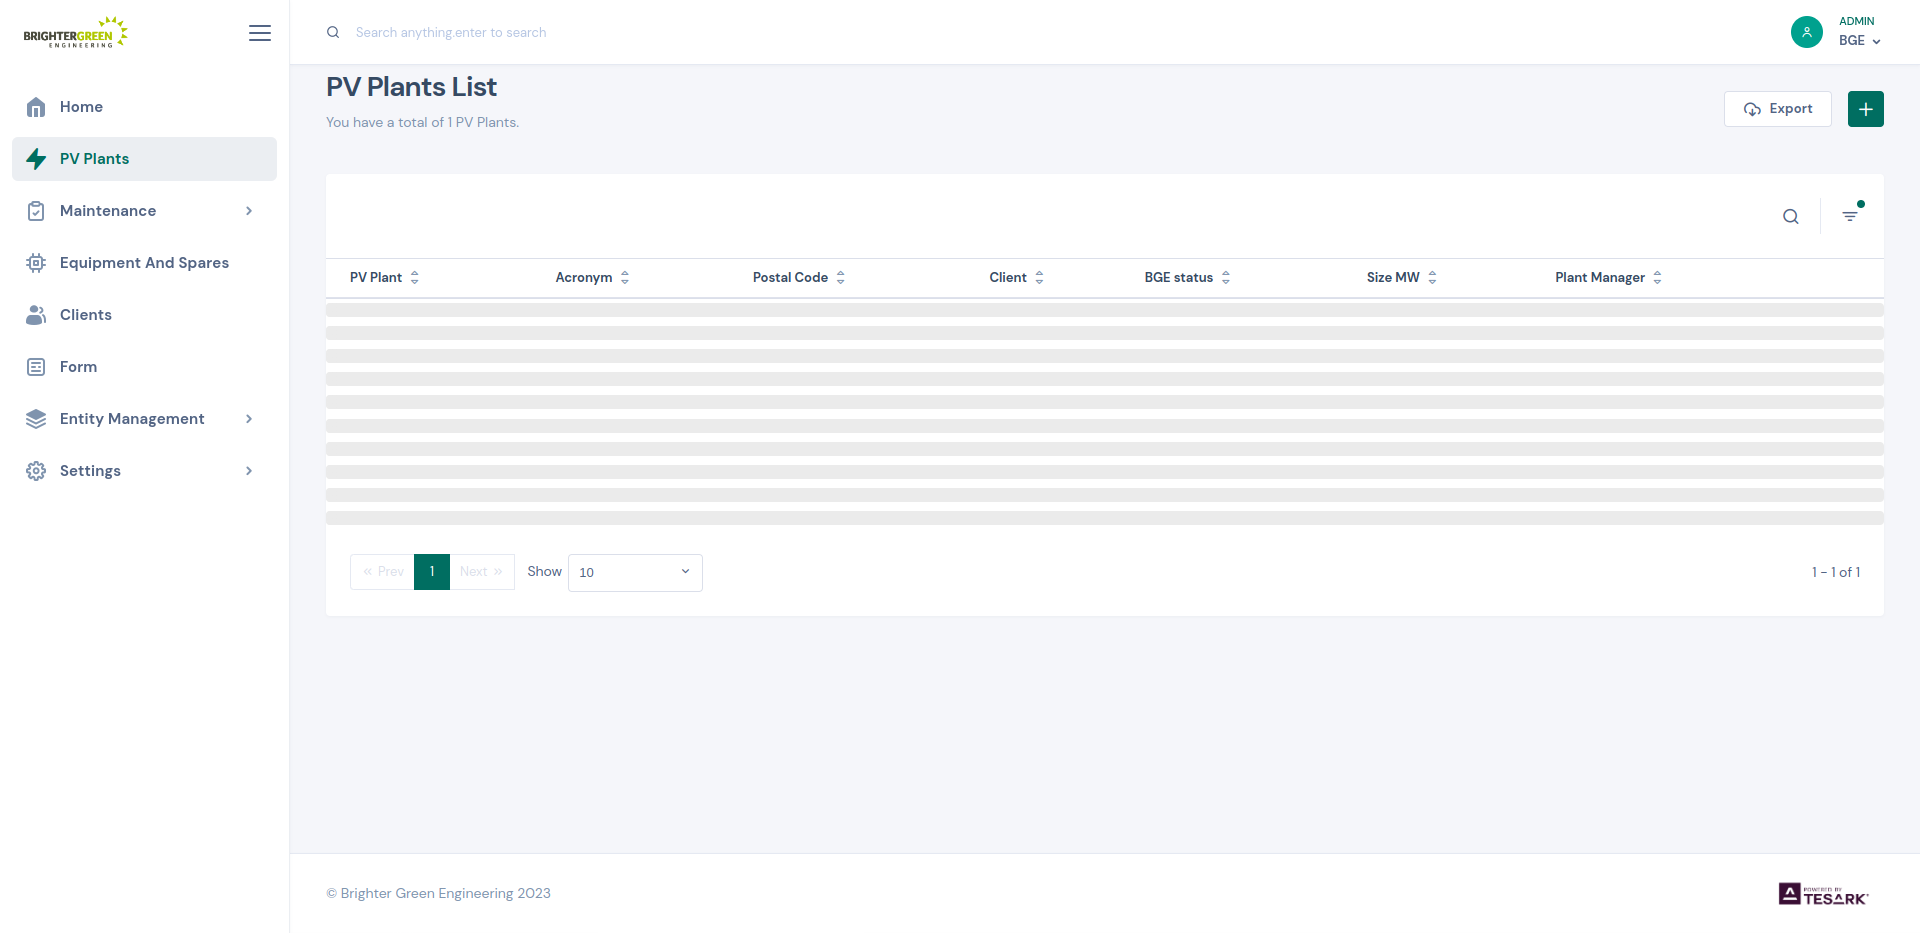 BRIGHTERGREEN
ENGINEERING
Search anything.enter to search
ADMIN
BGE
Home
PV Plants
Maintenance
Equipment And Spares
Clients
Form
Entity Management
Settings
PV Plants List
You have a total of 1 PV Plants.
Export
PV Plant Acronym Postal Code Client BGE status Size MW Plant Manager
« Prev 1 Next » Show 10 1 - 1 of 1
© Brighter Green Engineering 2023
POWERED BY
TESARK